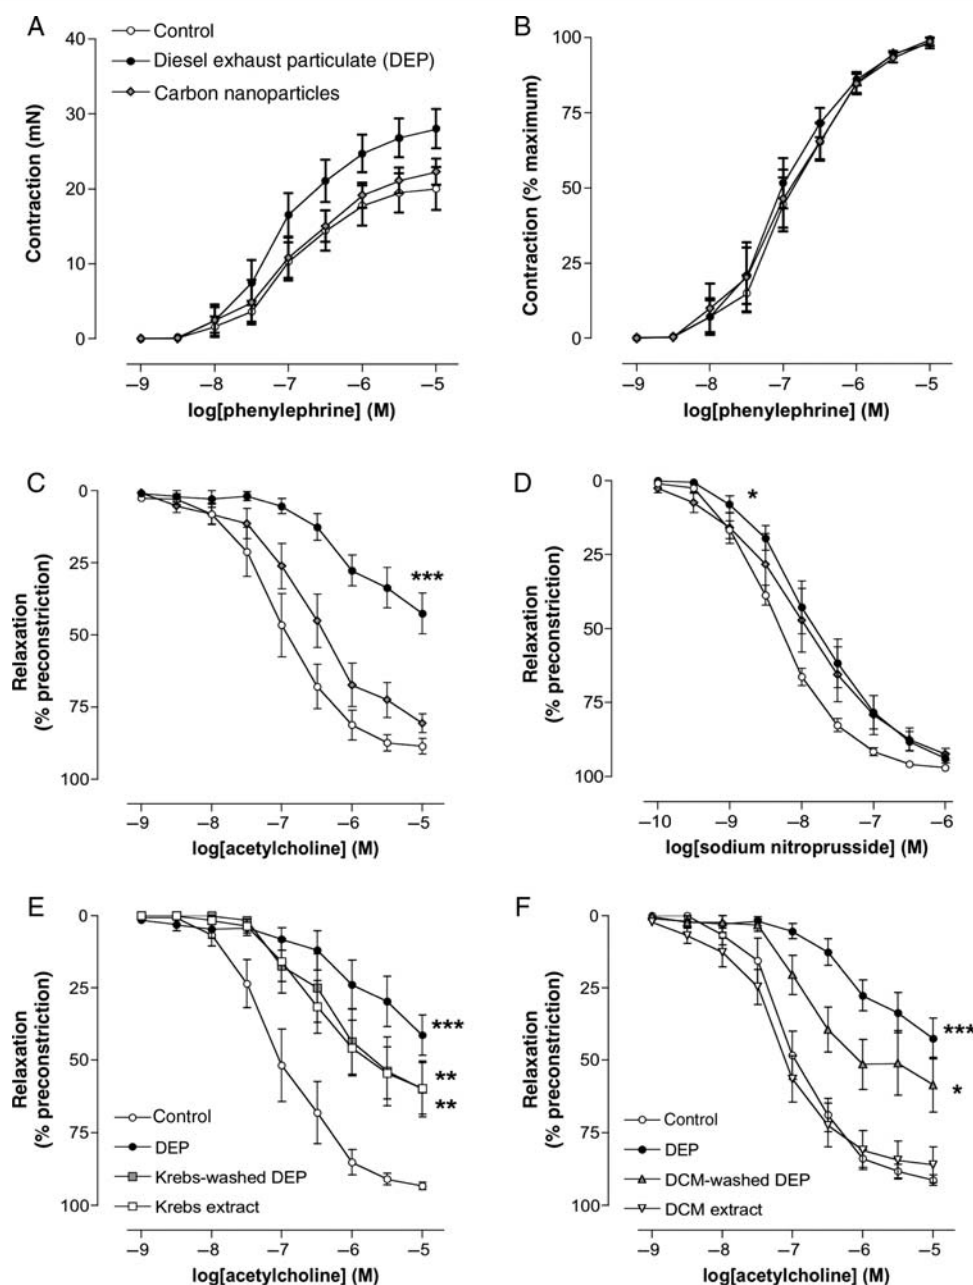 A
Control
Diesel exhaust particulate (DEP)
Carbon nanoparticles
40
30
20
10
0
Contraction (mN)
–9 –8 –7 –6 –5
log[phenylephrine] (M)
B
100
75
50
25
0
Contraction (% maximum)
–9 –8 –7 –6 –5
log[phenylephrine] (M)
C
0
25
50
75
100
Relaxation
(% preconstriction)
***
–9 –8 –7 –6 –5
log[acetylcholine] (M)
D
0
25
50
75
100
Relaxation
(% preconstriction)
*
–10 –9 –8 –7 –6
log[sodium nitroprusside] (M)
E
0
25
50
75
100
Relaxation
(% preconstriction)
***
**
**
Control
DEP
Krebs-washed DEP
Krebs extract
–9 –8 –7 –6 –5
log[acetylcholine] (M)
F
0
25
50
75
100
Relaxation
(% preconstriction)
***
*
Control
DEP
DCM-washed DEP
DCM extract
–9 –8 –7 –6 –5
log[acetylcholine] (M)